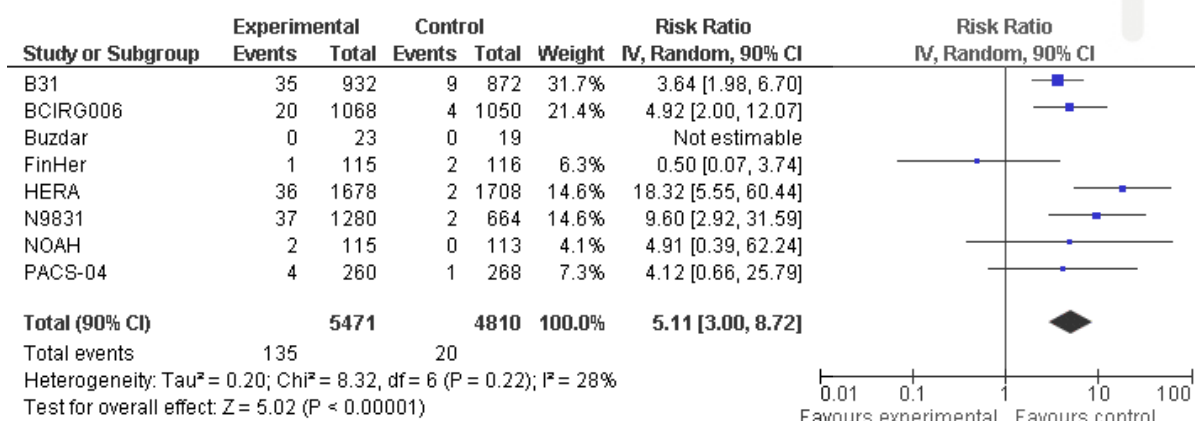 Experimental Control Risk Ratio Risk Ratio
Study or Subgroup Events Total Events Total Weight IV, Random, 90% CI IV, Random, 90% CI
B31 35 932 9 872 31.7% 3.64 [1.98, 6.70]
BCIRG006 20 1068 4 1050 21.4% 4.92 [2.00, 12.07]
Buzdar 0 23 0 19 Not estimable
FinHer 1 115 2 116 6.3% 0.50 [0.07, 3.74]
HERA 36 1678 2 1708 14.6% 18.32 [5.55, 60.44]
N9831 37 1280 2 664 14.6% 9.60 [2.92, 31.59]
NOAH 2 115 0 113 4.1% 4.91 [0.39, 62.24]
PACS-04 4 260 1 268 7.3% 4.12 [0.66, 25.79]
Total (90% CI) 5471 4810 100.0% 5.11 [3.00, 8.72]
Total events 135 20
Heterogeneity: Tau² = 0.20; Chi² = 8.32, df = 6 (P = 0.22); I² = 28%
Test for overall effect: Z = 5.02 (P < 0.00001)
0.01 0.1 1 10 100
Favours experimental Favours control